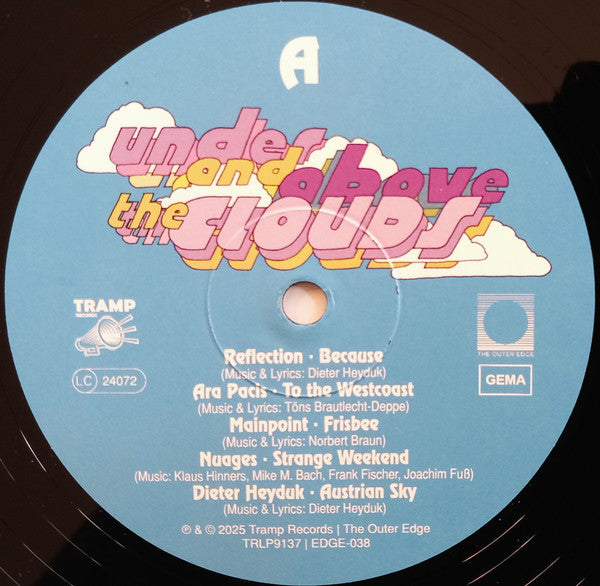 A
under
and above
the CLOUDS
TRAMP
RECORDS
LC 24072
THE OUTER EDGE
GEMA
Reflection · Because
(Music & Lyrics: Dieter Heyduk)
Ara Pacis · To the Westcoast
(Music & Lyrics: Töns Brautlecht-Deppe)
Mainpoint · Frisbee
(Music & Lyrics: Norbert Braun)
Nuages · Strange Weekend
(Music: Klaus Hinners, Mike M. Bach, Frank Fischer, Joachim Fuß)
Dieter Heyduk · Austrian Sky
(Music & Lyrics: Dieter Heyduk)
℗ & © 2025 Tramp Records | The Outer Edge
TRLP9137 | EDGE-038